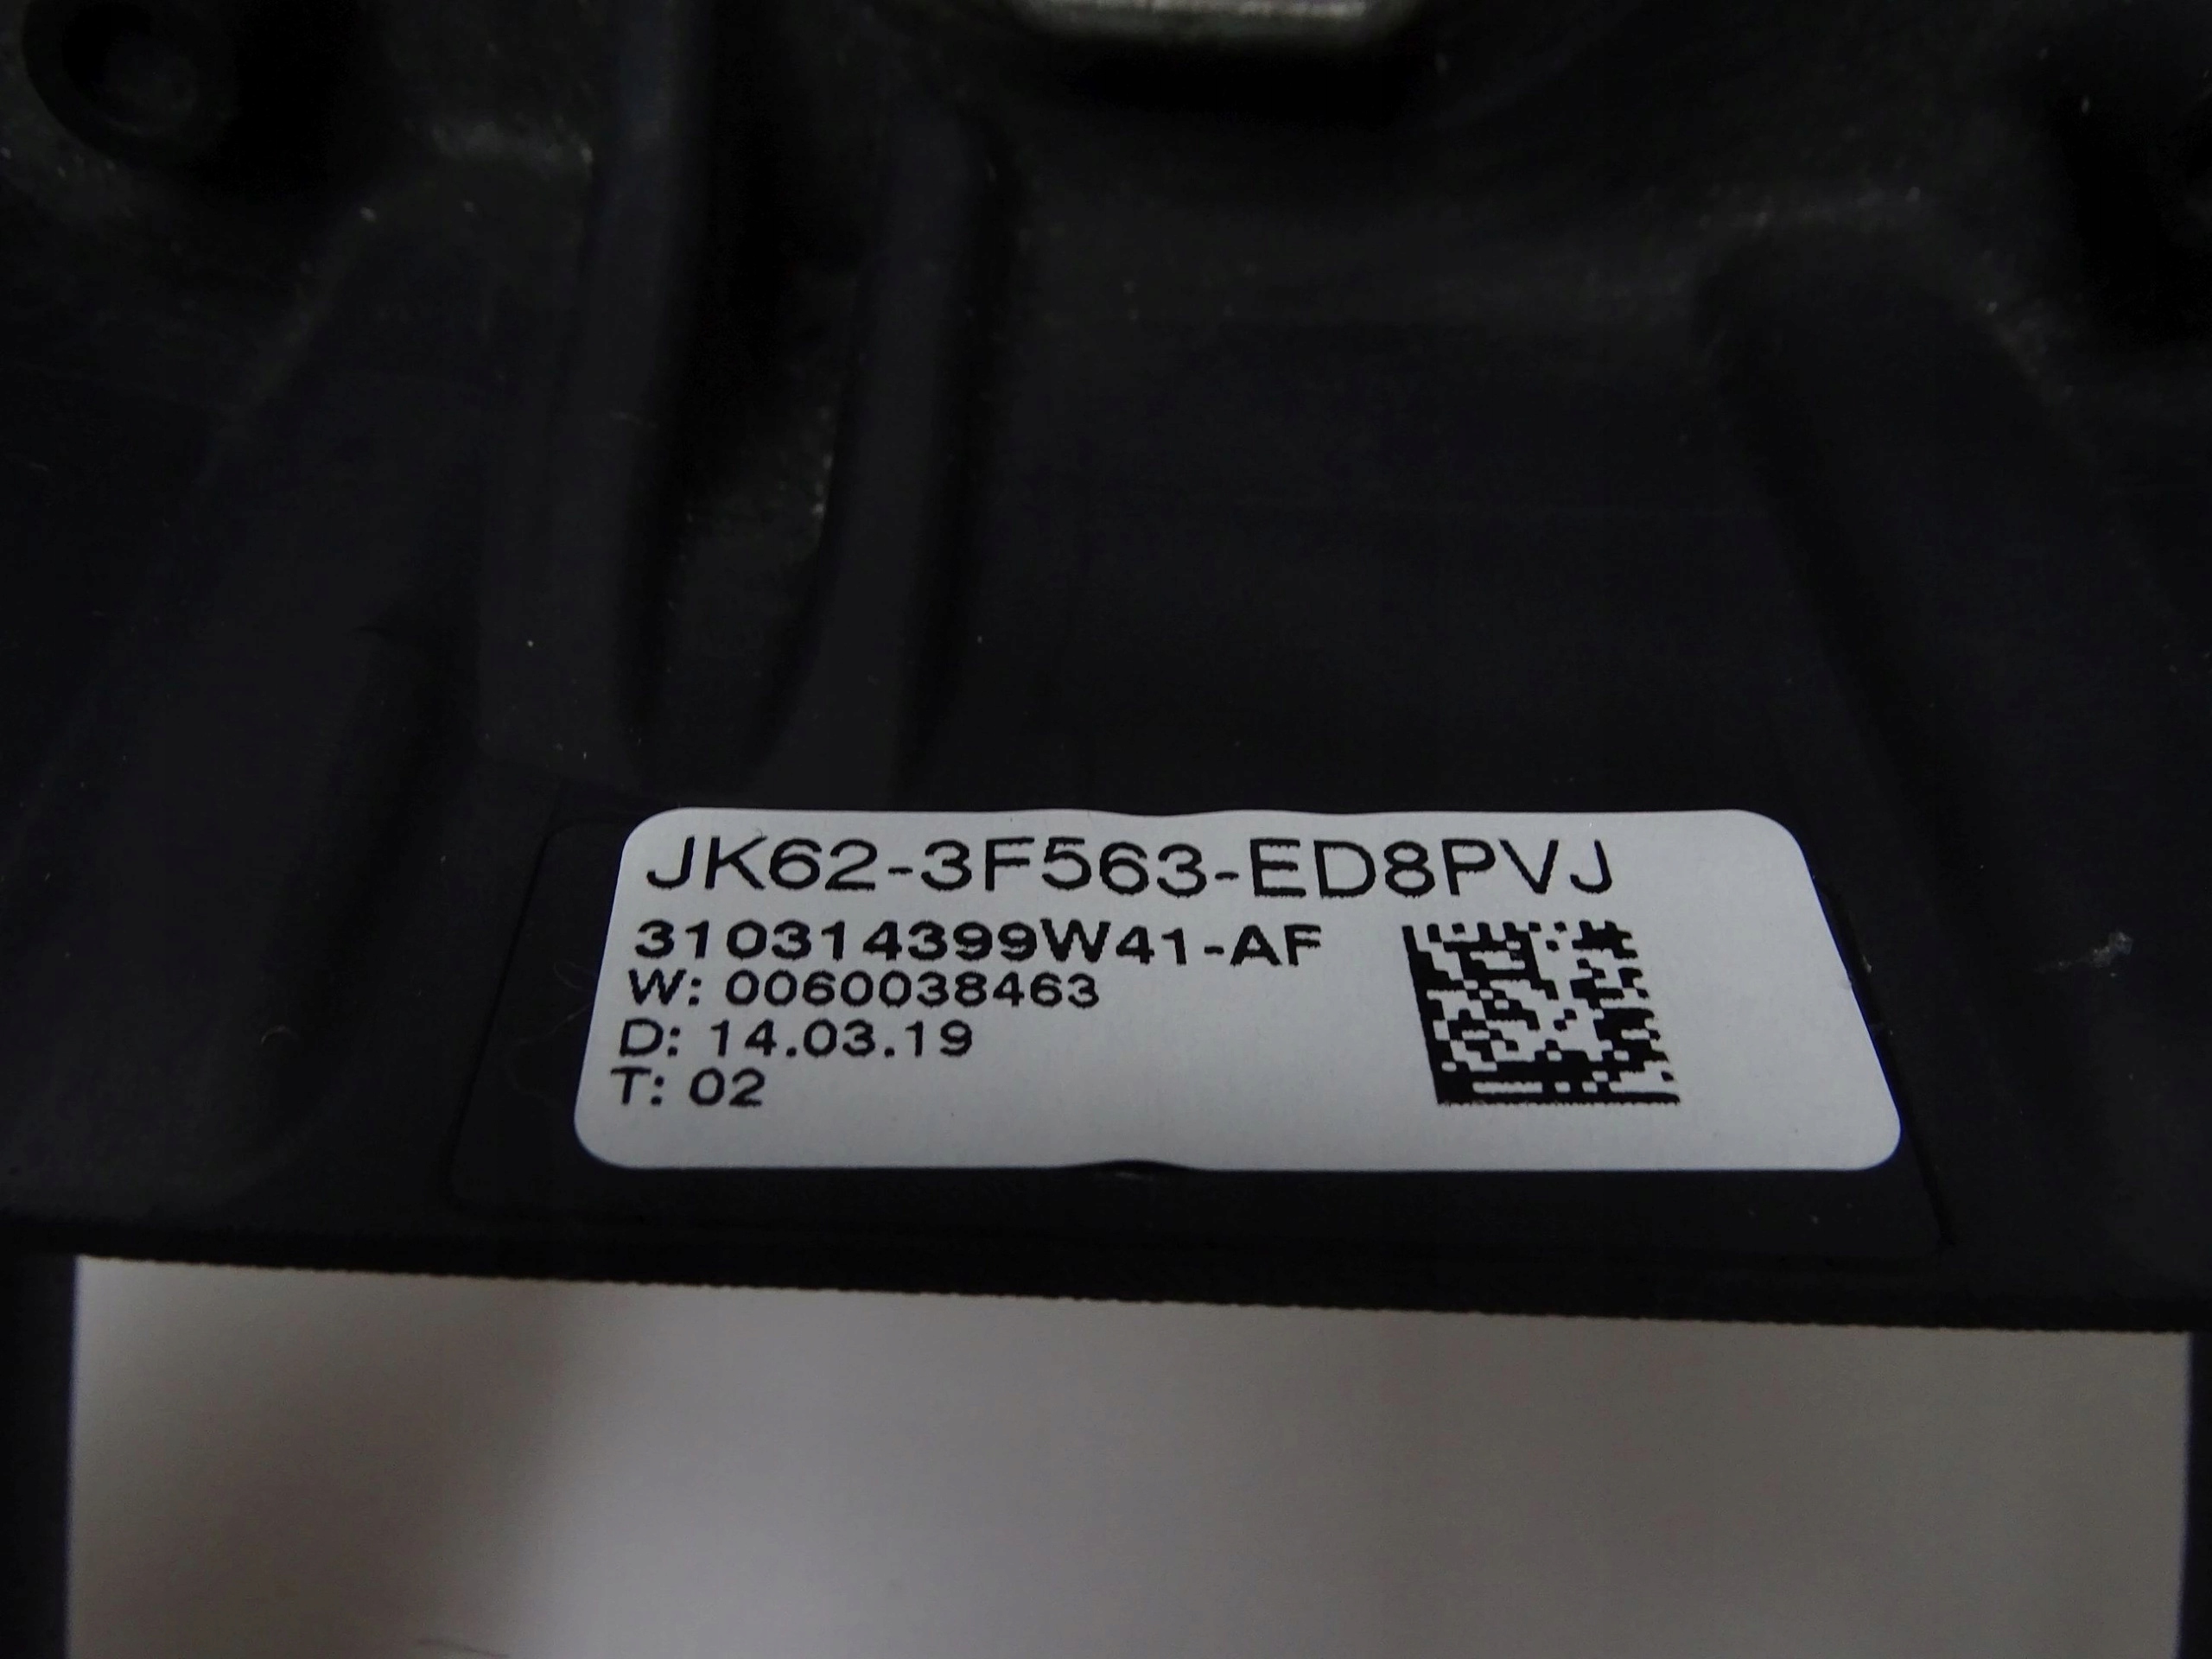 JK62-3F563-ED8PVJ
310314399W41-AF
W: 0060038463
D: 14.03.19
T: 02